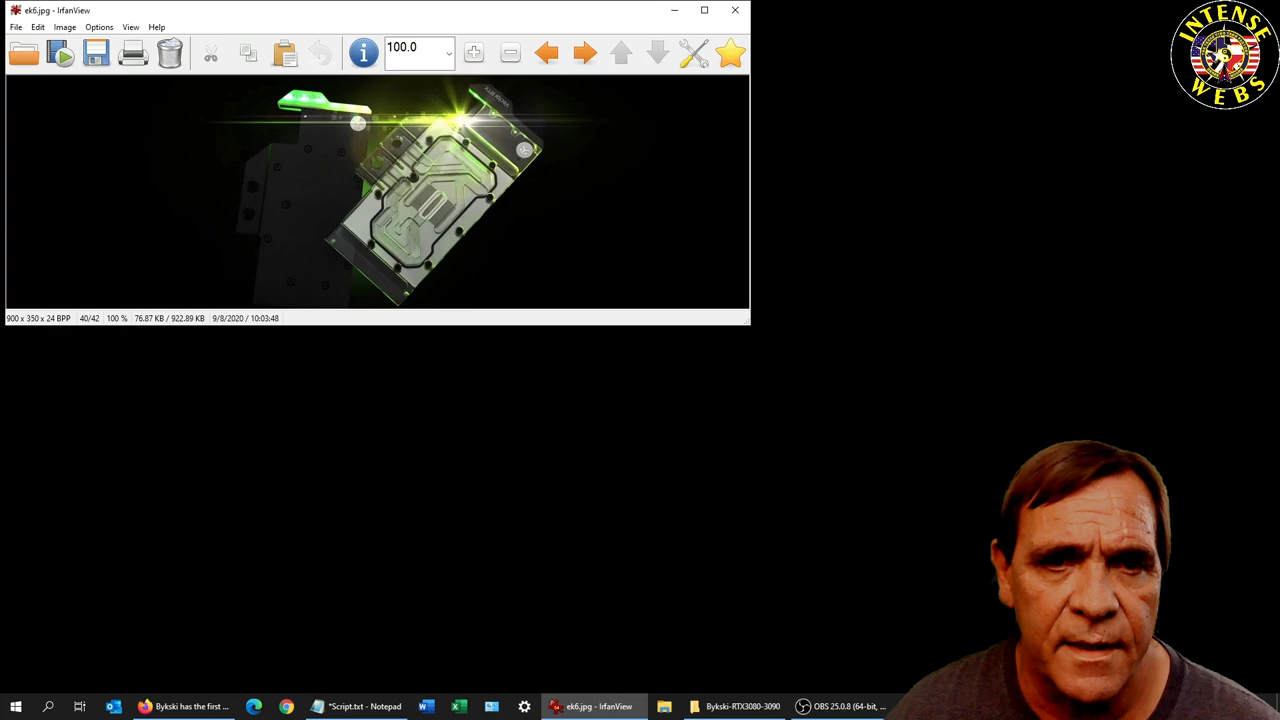 ek6.jpg - IrfanView
File Edit Image Options View Help
100.0
900 x 350 x 24 BPP 40/42 100 % 76.87 KB / 922.89 KB 9/8/2020 / 10:03:48
INTENSE
WEBS
Bykski has the first ... *Script.txt - Notepad ek6.jpg - IrfanView Bykski-RTX3080-3090 OBS 25.0.8 (64-bit, ...